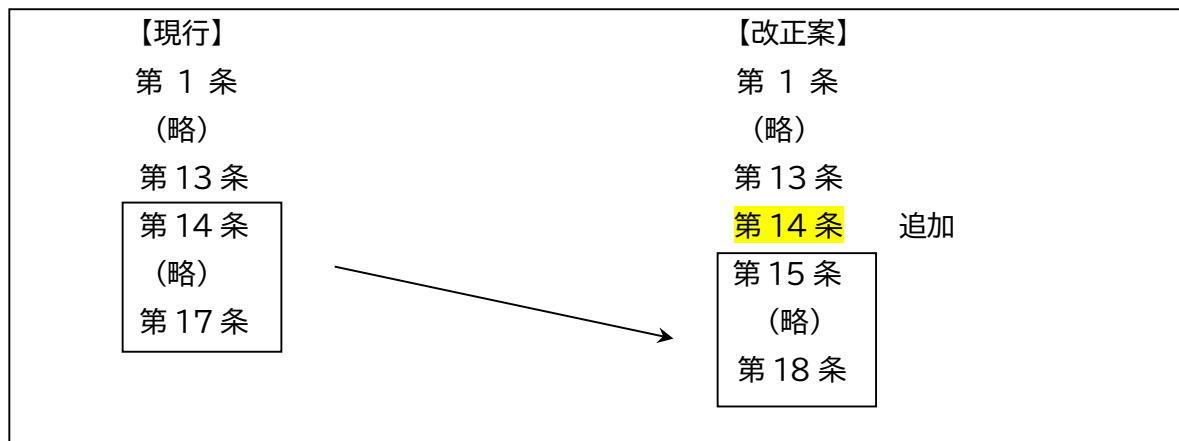 【現行】
第 1 条
（略）
第 13 条
第 14 条
（略）
第 17 条
【改正案】
第 1 条
（略）
第 13 条
第 14 条 追加
第 15 条
（略）
第 18 条